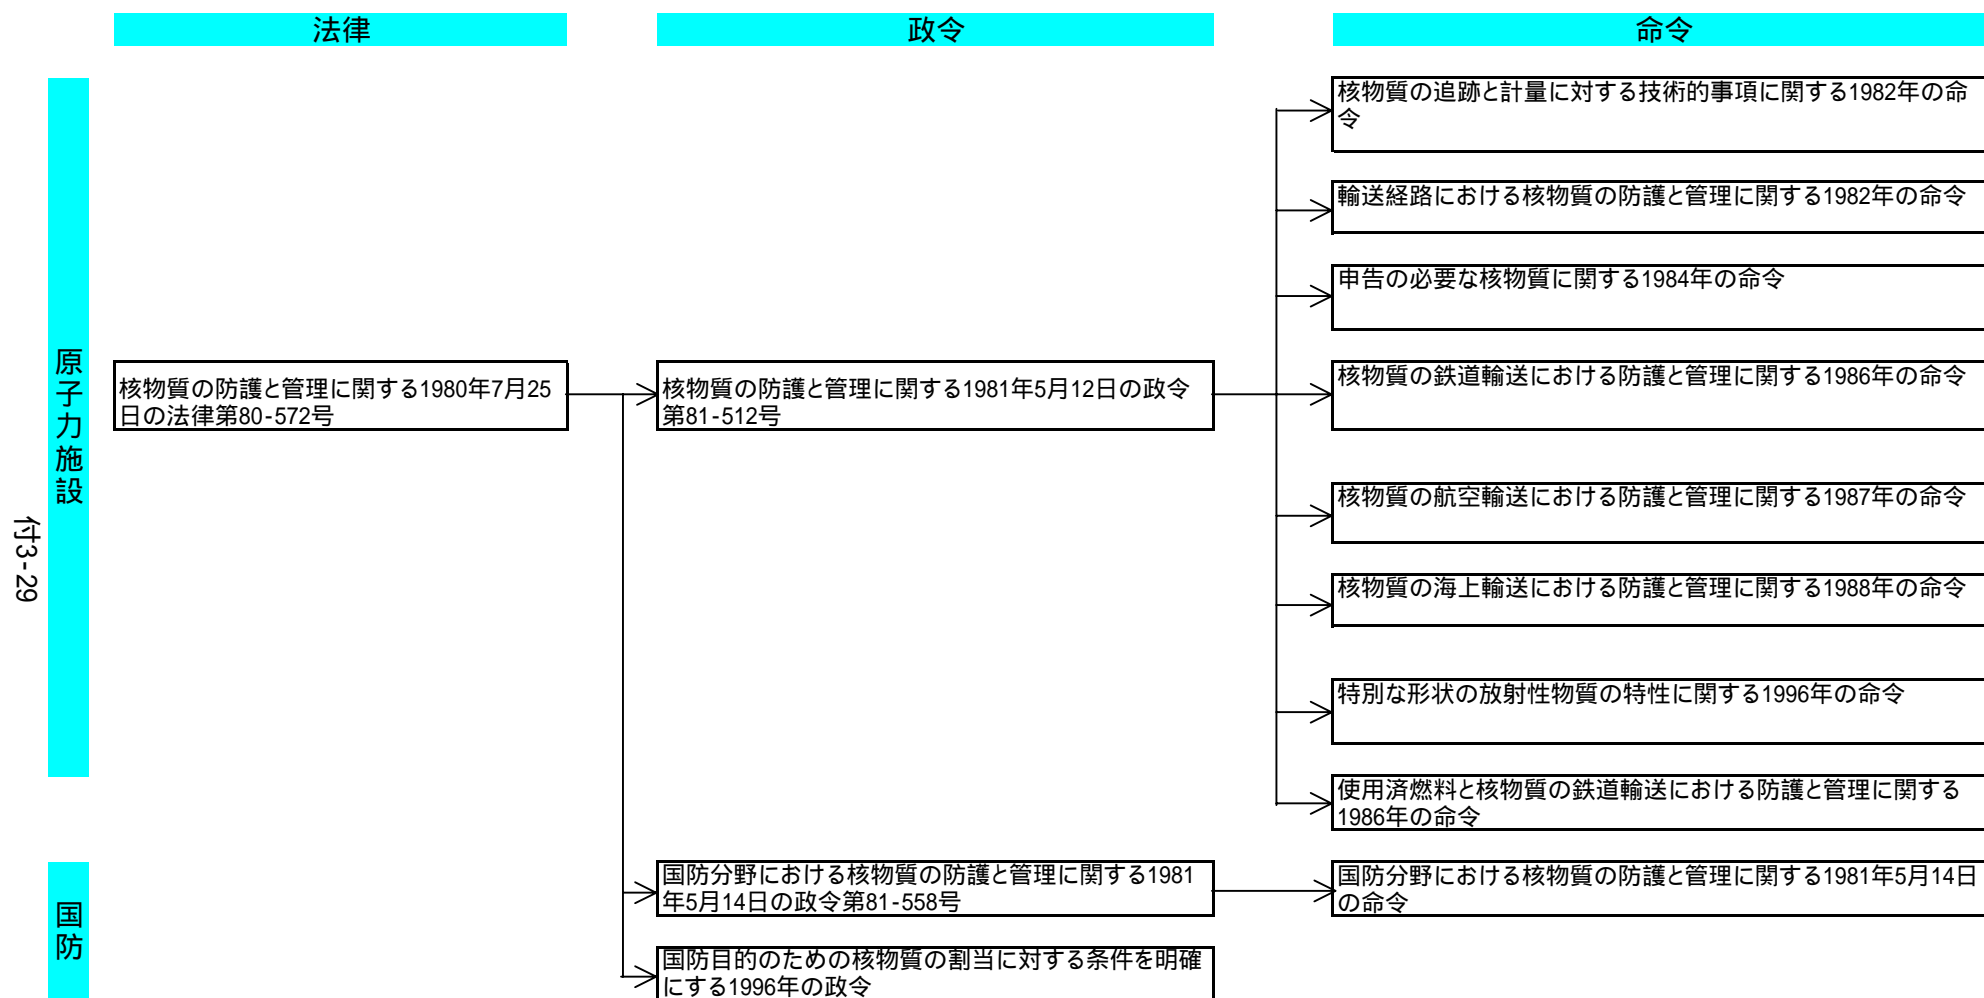 法律
政令
命令
原子力施設
核物質の防護と管理に関する1980年7月25
日の法律第80-572号
核物質の防護と管理に関する1981年5月12日の政令
第81-512号
核物質の追跡と計量に対する技術的事項に関する1982年の命
令
輸送経路における核物質の防護と管理に関する1982年の命令
申告の必要な核物質に関する1984年の命令
核物質の鉄道輸送における防護と管理に関する1986年の命令
核物質の航空輸送における防護と管理に関する1987年の命令
核物質の海上輸送における防護と管理に関する1988年の命令
特別な形状の放射性物質の特性に関する1996年の命令
使用済燃料と核物質の鉄道輸送における防護と管理に関する
1986年の命令
国防
国防分野における核物質の防護と管理に関する1981
年5月14日の政令第81-558号
国防分野における核物質の防護と管理に関する1981年5月14日
の命令
国防目的のための核物質の割当に対する条件を明確
にする1996年の政令
付3-29